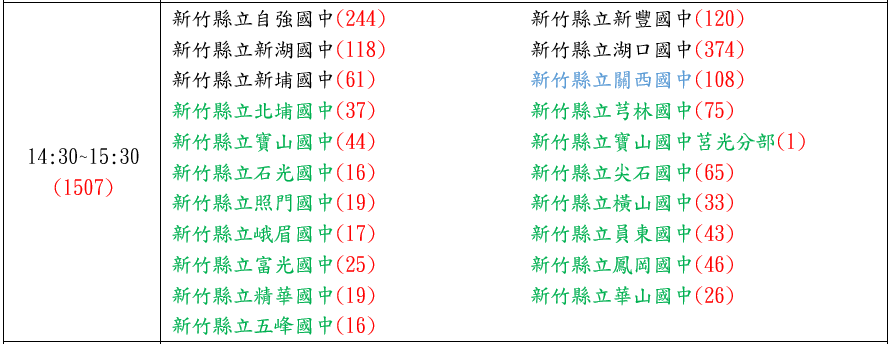 14:30~15:30
(1507)
新竹縣立自強國中(244) 新竹縣立新豐國中(120)
新竹縣立新湖國中(118) 新竹縣立湖口國中(374)
新竹縣立新埔國中(61) 新竹縣立關西國中(108)
新竹縣立北埔國中(37) 新竹縣立芎林國中(75)
新竹縣立寶山國中(44) 新竹縣立寶山國中莒光分部(1)
新竹縣立石光國中(16) 新竹縣立尖石國中(65)
新竹縣立照門國中(19) 新竹縣立橫山國中(33)
新竹縣立峨眉國中(17) 新竹縣立員東國中(43)
新竹縣立富光國中(25) 新竹縣立鳳岡國中(46)
新竹縣立精華國中(19) 新竹縣立華山國中(26)
新竹縣立五峰國中(16)